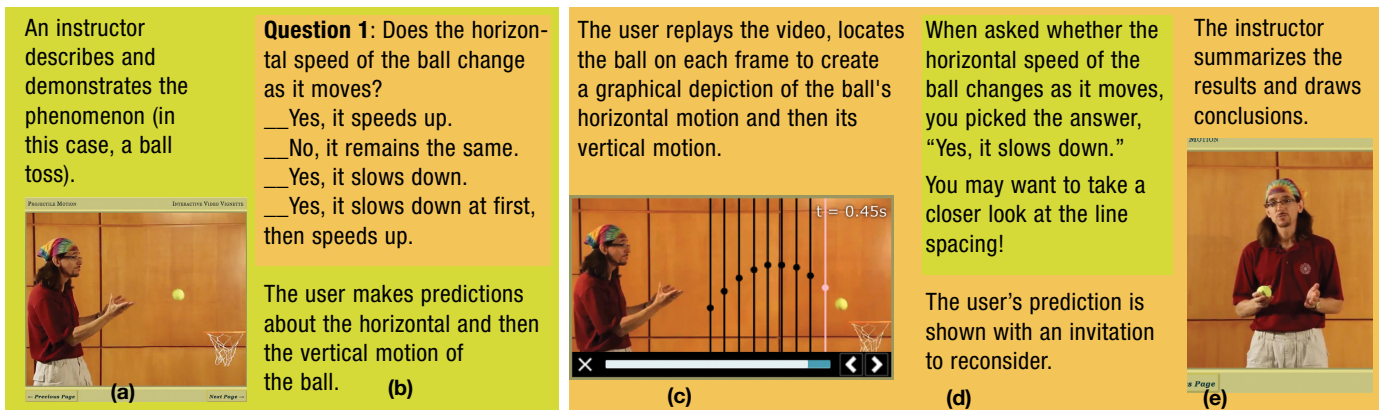 An instructor
describes and
demonstrates the
phenomenon (in
this case, a ball
toss).
PROJECTILE MOTION
INTERACTIVE VIDEO VIGNETTE
← Previous Page
Next Page →
(a)
Question 1: Does the horizon-
tal speed of the ball change
as it moves?
__Yes, it speeds up.
__No, it remains the same.
__Yes, it slows down.
__Yes, it slows down at first,
then speeds up.
The user makes predictions
about the horizontal and then
the vertical motion of
the ball.
(b)
The user replays the video, locates
the ball on each frame to create
a graphical depiction of the ball's
horizontal motion and then its
vertical motion.
t = 0.45s
(c)
When asked whether the
horizontal speed of the
ball changes as it moves,
you picked the answer,
“Yes, it slows down.”
You may want to take a
closer look at the line
spacing!
The user’s prediction is
shown with an invitation
to reconsider.
(d)
The instructor
summarizes the
results and draws
conclusions.
MOTION
s Page
(e)